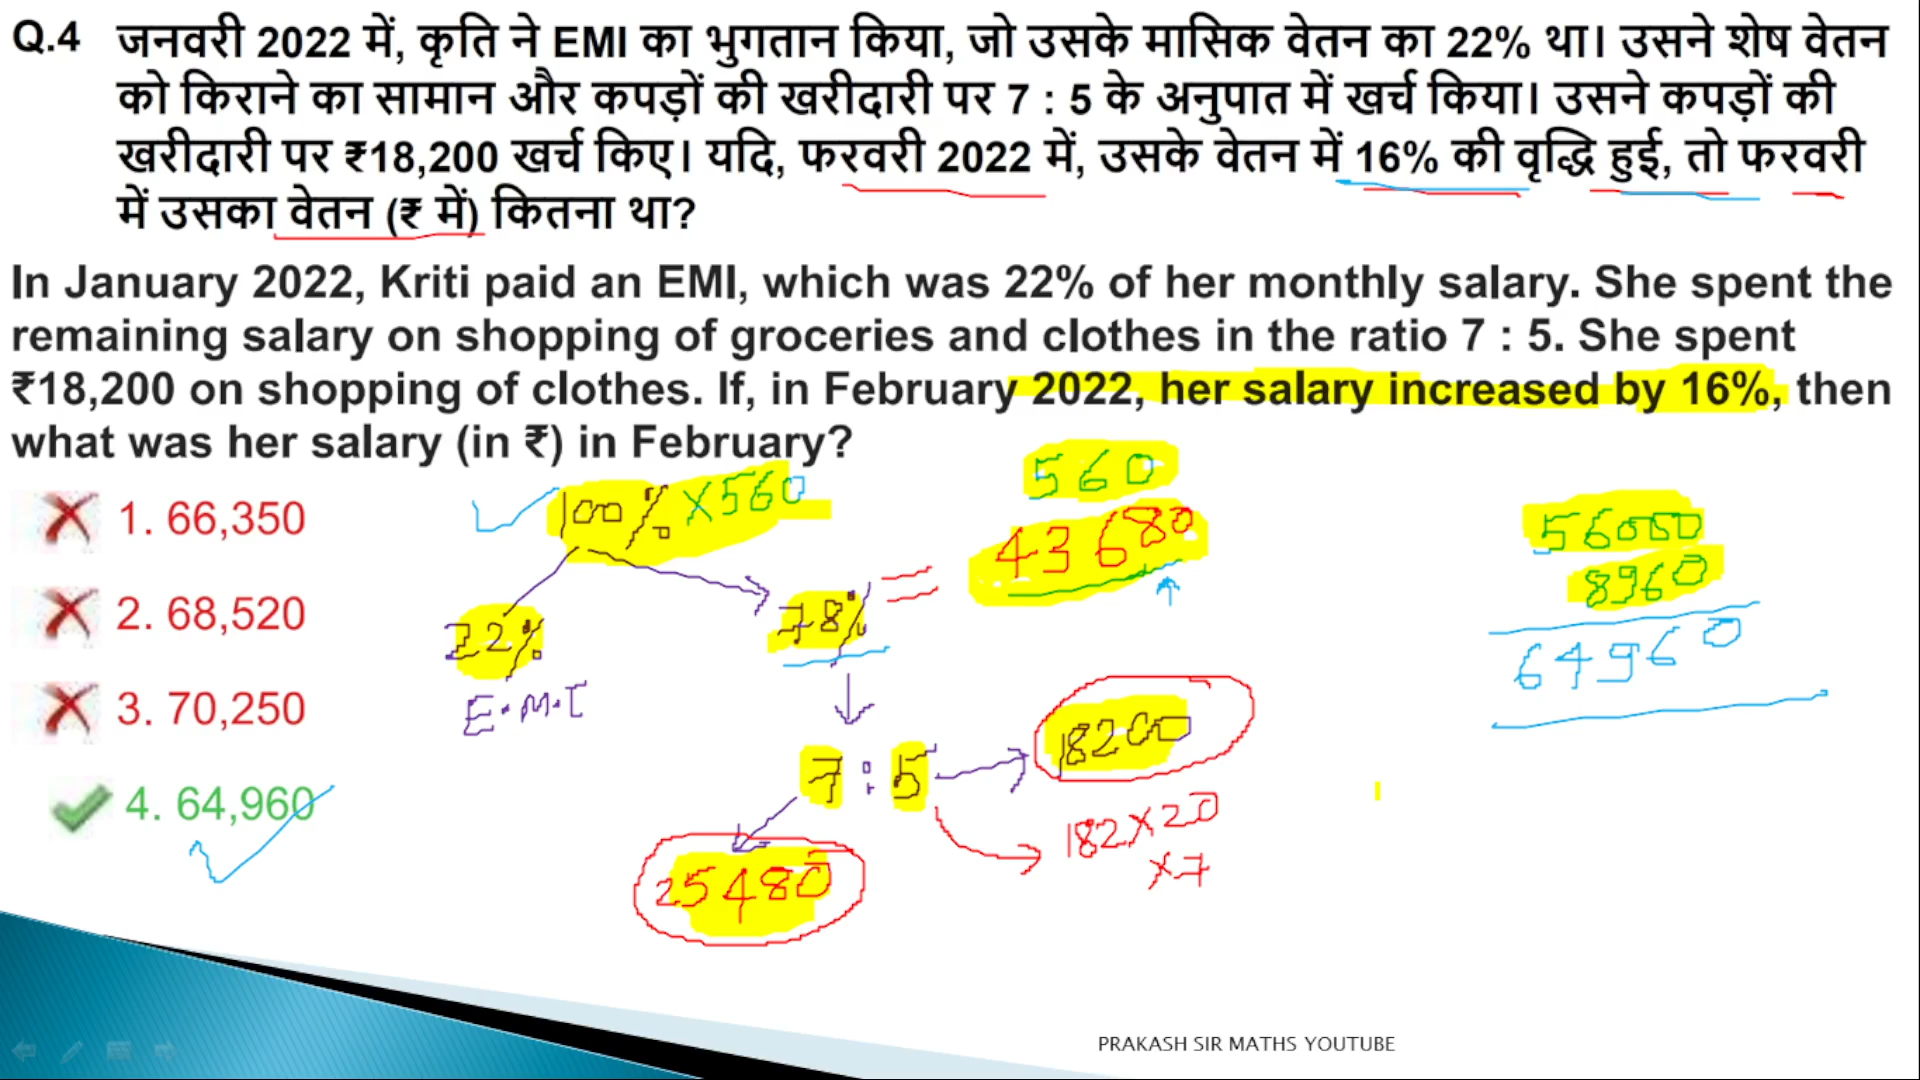 Q.4 जनवरी 2022 में, कृति ने EMI का भुगतान किया, जो उसके मासिक वेतन का 22% था। उसने शेष वेतन
को किराने का सामान और कपड़ों की खरीदारी पर 7 : 5 के अनुपात में खर्च किया। उसने कपड़ों की
खरीदारी पर ₹18,200 खर्च किए। यदि, फरवरी 2022 में, उसके वेतन में 16% की वृद्धि हुई, तो फरवरी
में उसका वेतन (₹ में) कितना था?
In January 2022, Kriti paid an EMI, which was 22% of her monthly salary. She spent the
remaining salary on shopping of groceries and clothes in the ratio 7 : 5. She spent
₹18,200 on shopping of clothes. If, in February 2022, her salary increased by 16%, then
what was her salary (in ₹) in February?
1. 66,350
2. 68,520
3. 70,250
4. 64,960
100% X560
560
43680
22%
78%
E.M.I
7 : 5
18200
182x20
x7
25480
56000
8960
64960
PRAKASH SIR MATHS YOUTUBE